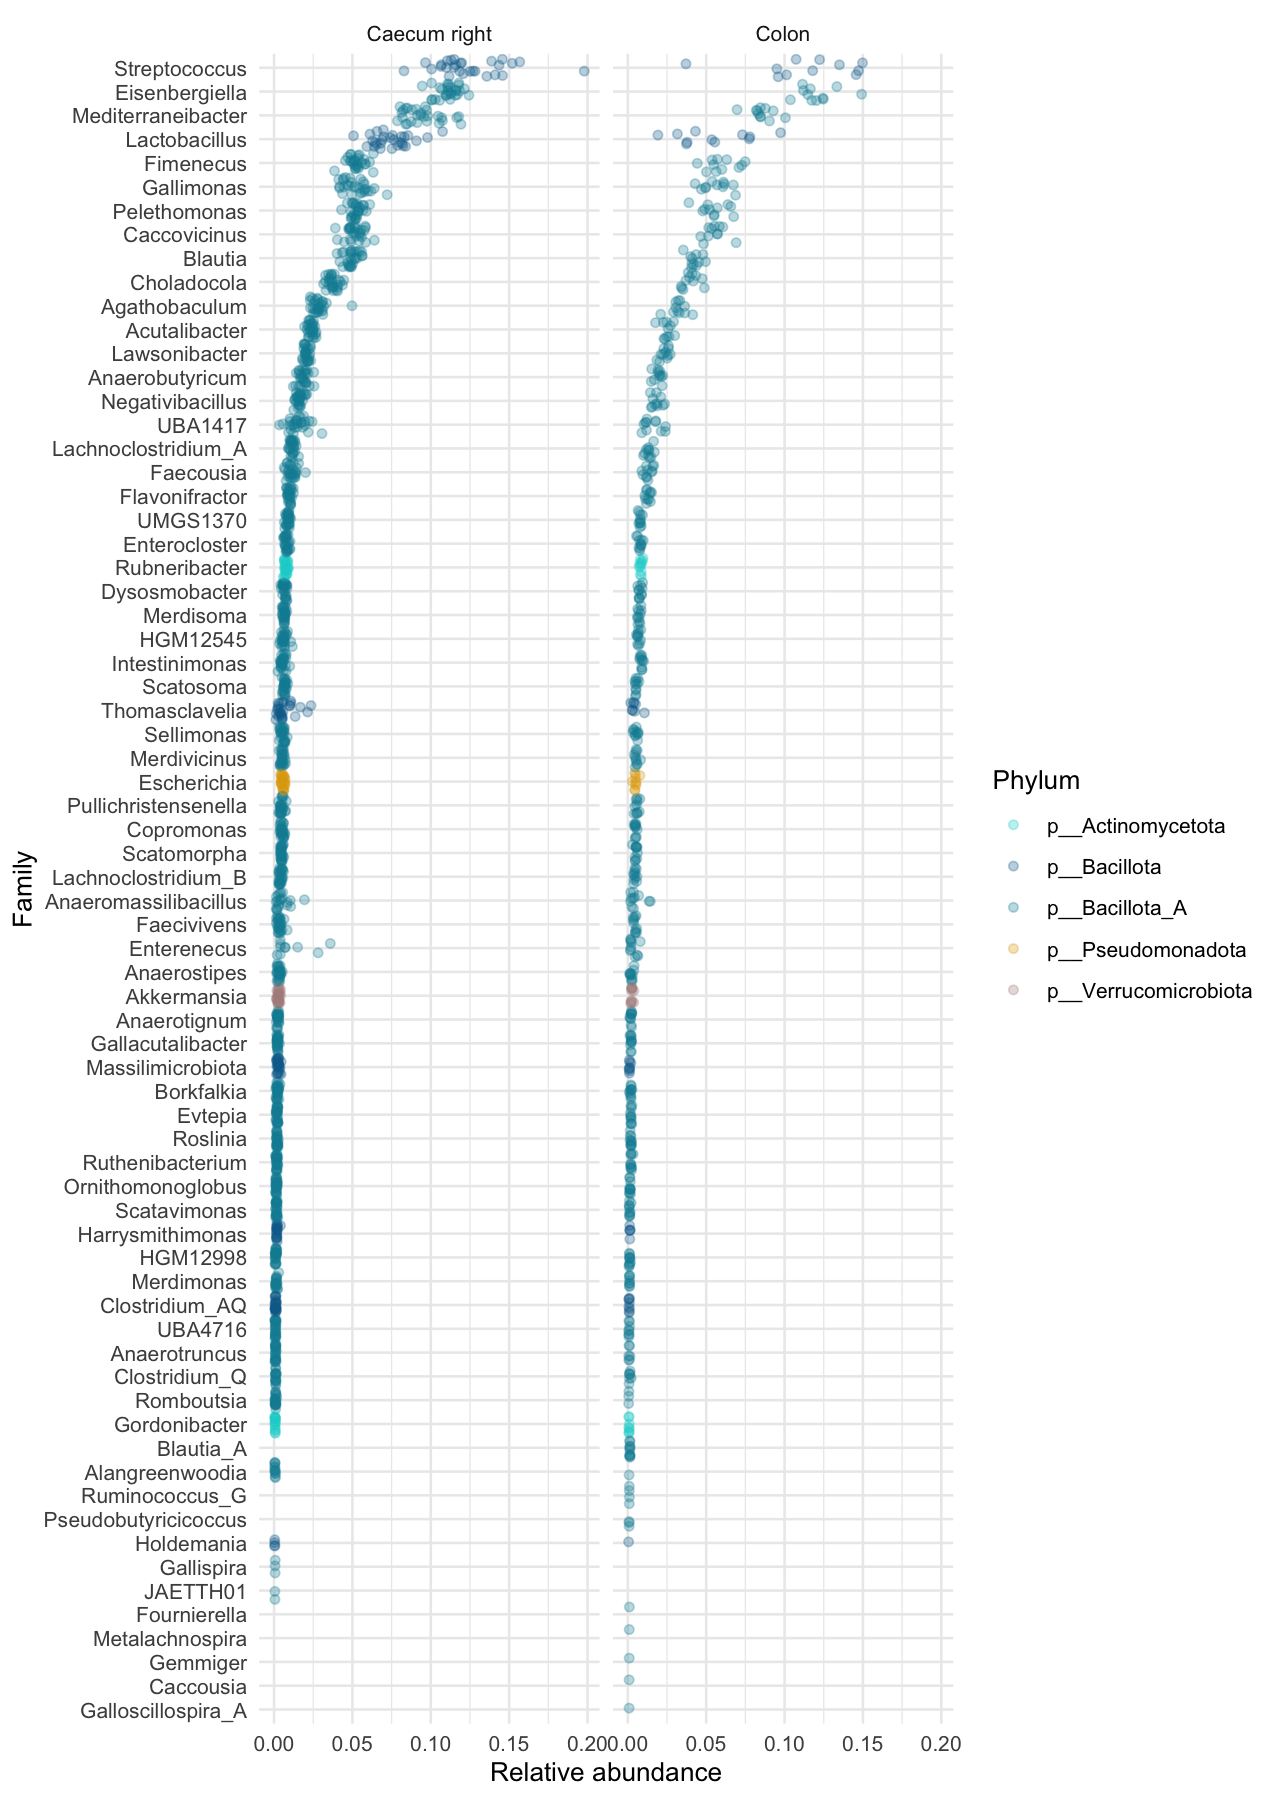 Caecum right
Colon
Streptococcus
Eisenbergiella
Mediterraneibacter
Lactobacillus
Fimenecus
Gallimonas
Pelethomonas
Caccovicinus
Blautia
Choladocola
Agathobaculum
Acutalibacter
Lawsonibacter
Anaerobutyricum
Negativibacillus
UBA1417
Lachnoclostridium_A
Faecousia
Flavonifractor
UMGS1370
Enterocloster
Rubneribacter
Dysosmobacter
Merdisoma
HGM12545
Intestinimonas
Scatosoma
Thomasclavelia
Sellimonas
Merdivicinus
Escherichia
Pullichristensenella
Copromonas
Scatomorpha
Lachnoclostridium_B
Anaeromassilibacillus
Faecivivens
Enterenecus
Anaerostipes
Akkermansia
Anaerotignum
Gallacutalibacter
Massilimicrobiota
Borkfalkia
Evtepia
Roslinia
Ruthenibacterium
Ornithomonoglobus
Scatavimonas
Harrysmithimonas
HGM12998
Merdimonas
Clostridium_AQ
UBA4716
Anaerotruncus
Clostridium_Q
Romboutsia
Gordonibacter
Blautia_A
Alangreenwoodia
Ruminococcus_G
Pseudobutyricicoccus
Holdemania
Gallispira
JAETTH01
Fournierella
Metalachnospira
Gemmiger
Caccousia
Galloscillospira_A
Family
0.00 0.05 0.10 0.15 0.20 0.00 0.05 0.10 0.15 0.20
Relative abundance
Phylum
p__Actinomycetota
p__Bacillota
p__Bacillota_A
p__Pseudomonadota
p__Verrucomicrobiota